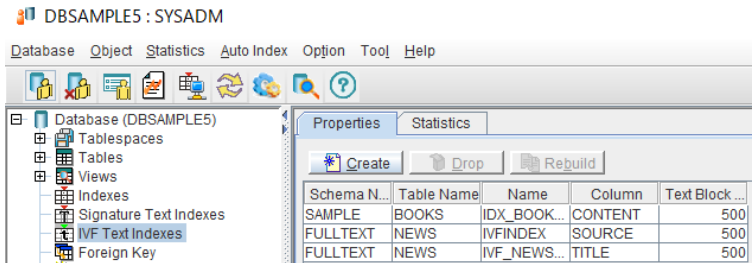 DBSAMPLE5 : SYSADM
Database Object Statistics Auto Index Option Tool Help
Database (DBSAMPLE5)
Tablespaces
Tables
Views
Indexes
Signature Text Indexes
IVF Text Indexes
Foreign Key
Properties Statistics
Create Drop Rebuild
Schema N... Table Name Name Column Text Block ...
SAMPLE BOOKS IDX_BOOK... CONTENT 500
FULLTEXT NEWS IVFINDEX SOURCE 500
FULLTEXT NEWS IVF_NEWS... TITLE 500